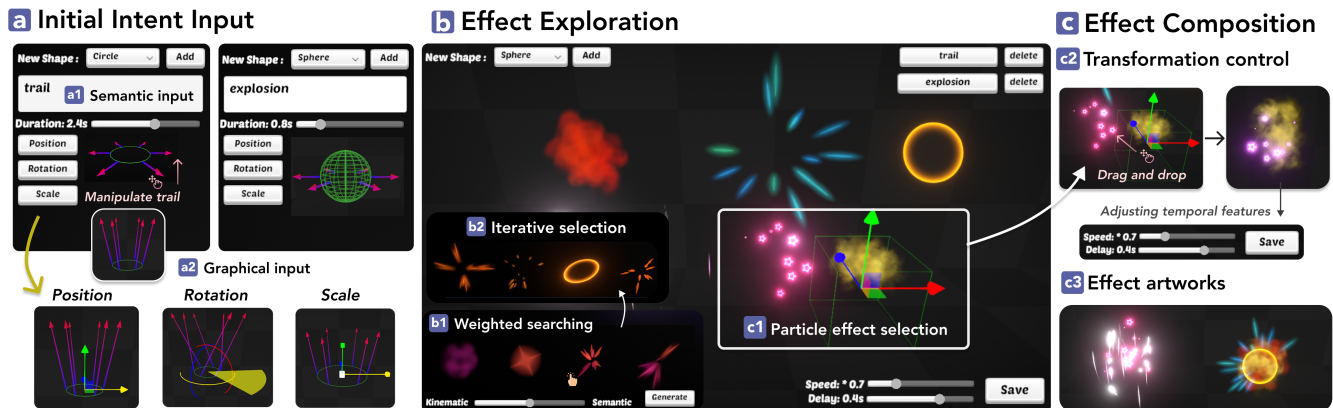 a Initial Intent Input
New Shape : Circle Add
trail
a1 Semantic input
Duration: 2.4s
Position
Rotation
Scale
Manipulate trail
New Shape : Sphere Add
explosion
Duration: 0.8s
Position
Rotation
Scale
a2 Graphical input
Position Rotation Scale
b Effect Exploration
New Shape : Sphere Add
trail delete
explosion delete
b2 Iterative selection
b1 Weighted searching
Kinematic Semantic Generate
c1 Particle effect selection
Speed: * 0.7
Delay: 0.4s
Save
c Effect Composition
c2 Transformation control
Drag and drop
Adjusting temporal features
Speed: * 0.7
Delay: 0.4s
Save
c3 Effect artworks